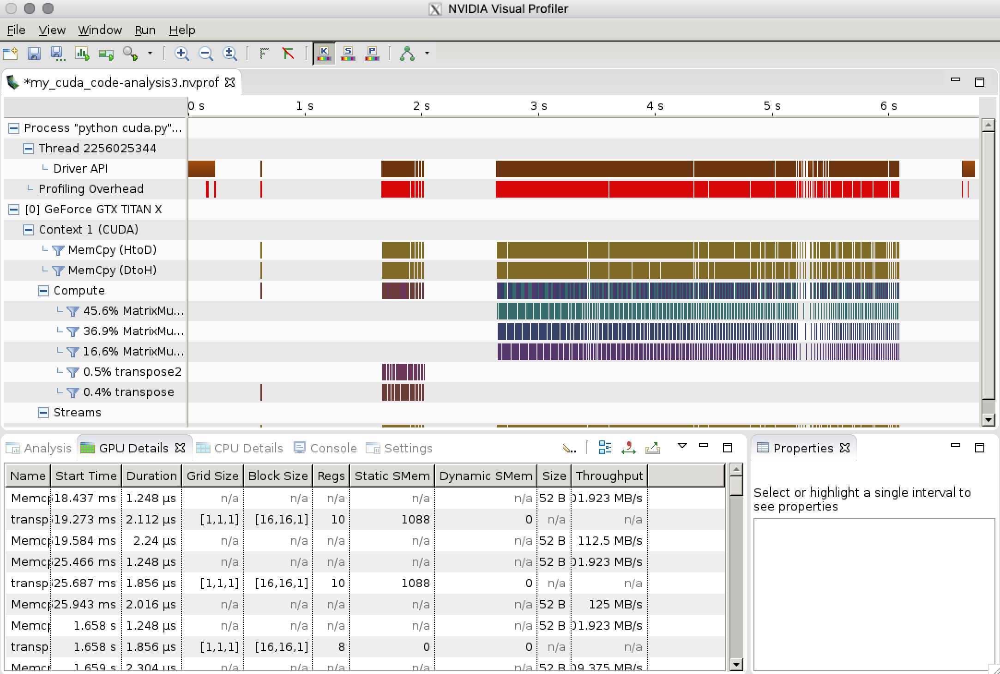 NVIDIA Visual Profiler
File View Window Run Help
K S P
*my_cuda_code-analysis3.nvprof
0 s 1 s 2 s 3 s 4 s 5 s 6 s
Process "python cuda.py"...
Thread 2256025344
Driver API
Profiling Overhead
[0] GeForce GTX TITAN X
Context 1 (CUDA)
MemCpy (HtoD)
MemCpy (DtoH)
Compute
45.6% MatrixMu...
36.9% MatrixMu...
16.6% MatrixMu...
0.5% transpose2
0.4% transpose
Streams
Analysis GPU Details CPU Details Console Settings
Properties
Name Start Time Duration Grid Size Block Size Regs Static SMem Dynamic SMem Size Throughput
Memcp 18.437 ms 1.248 µs n/a n/a n/a n/a n/a 52 B 01.923 MB/s
transp 19.273 ms 2.112 µs [1,1,1] [16,16,1] 10 1088 0 n/a n/a
Memcp 19.584 ms 2.24 µs n/a n/a n/a n/a n/a 52 B 112.5 MB/s
Memcp 25.466 ms 1.248 µs n/a n/a n/a n/a n/a 52 B 01.923 MB/s
transp 25.687 ms 1.856 µs [1,1,1] [16,16,1] 10 1088 0 n/a n/a
Memcp 25.943 ms 2.016 µs n/a n/a n/a n/a n/a 52 B 125 MB/s
Memcp 1.658 s 1.248 µs n/a n/a n/a n/a n/a 52 B 01.923 MB/s
transp 1.658 s 1.856 µs [1,1,1] [16,16,1] 8 0 0 n/a n/a
Memcp 1.659 s 2.304 µs n/a n/a n/a n/a n/a 52 B 09.375 MB/s
Select or highlight a single interval to
see properties